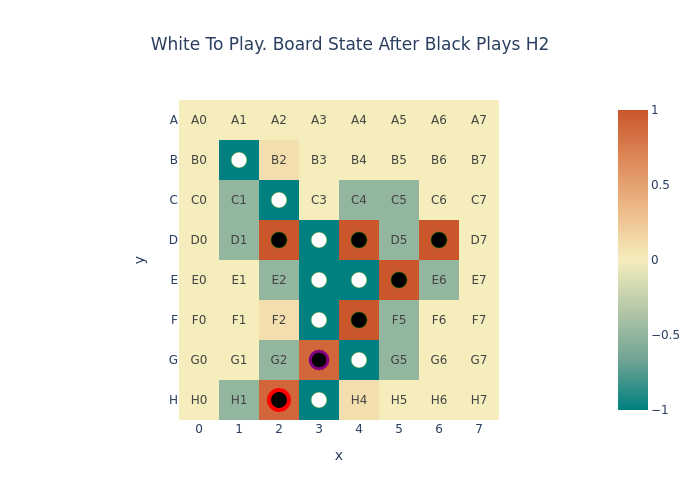 White To Play. Board State After Black Plays H2
A A0 A1 A2 A3 A4 A5 A6 A7
B B0 B2 B3 B4 B5 B6 B7
C C0 C1 C3 C4 C5 C6 C7
D D0 D1 D5 D7
E E0 E1 E2 E6 E7
F F0 F1 F2 F5 F6 F7
G G0 G1 G2 G5 G6 G7
H H0 H1 H4 H5 H6 H7
0 1 2 3 4 5 6 7
x
y
1
0.5
0
−0.5
−1